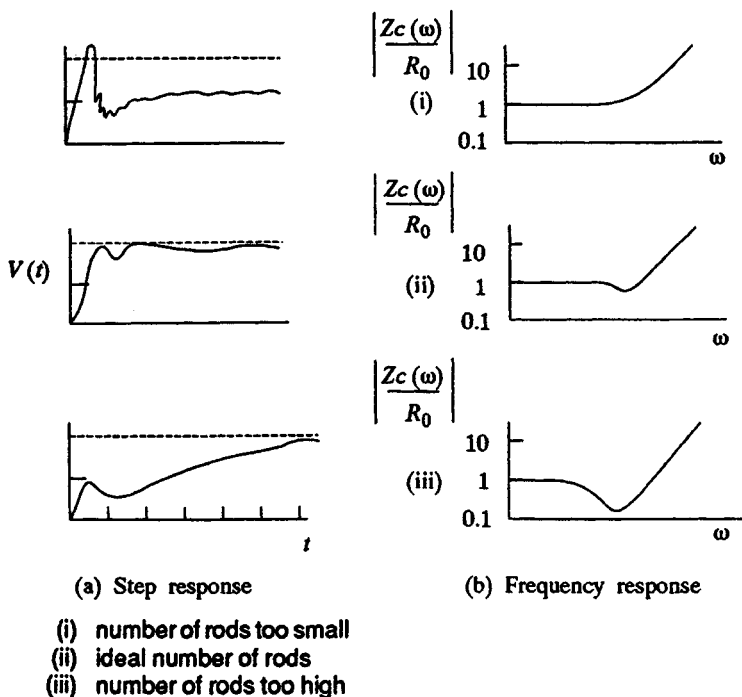 |Zc (ω)|
R₀
10
(i)
1
0.1
ω
|Zc (ω)|
R₀
10
V(t)
(ii)
1
0.1
ω
|Zc (ω)|
R₀
10
(iii)
1
0.1
t
ω
(a) Step response
(b) Frequency response
(i) number of rods too small
(ii) ideal number of rods
(iii) number of rods too high